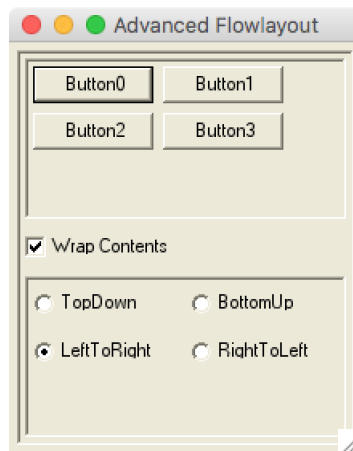 Advanced Flowlayout
Button0 Button1
Button2 Button3
Wrap Contents
TopDown BottomUp
LeftToRight RightToLeft